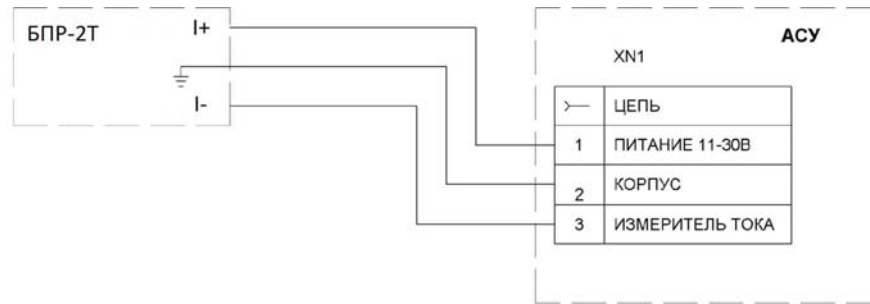 БПР-2Т
I+
I-
АСУ
XN1
ЦЕПЬ
1 ПИТАНИЕ 11-30В
2 КОРПУС
3 ИЗМЕРИТЕЛЬ ТОКА